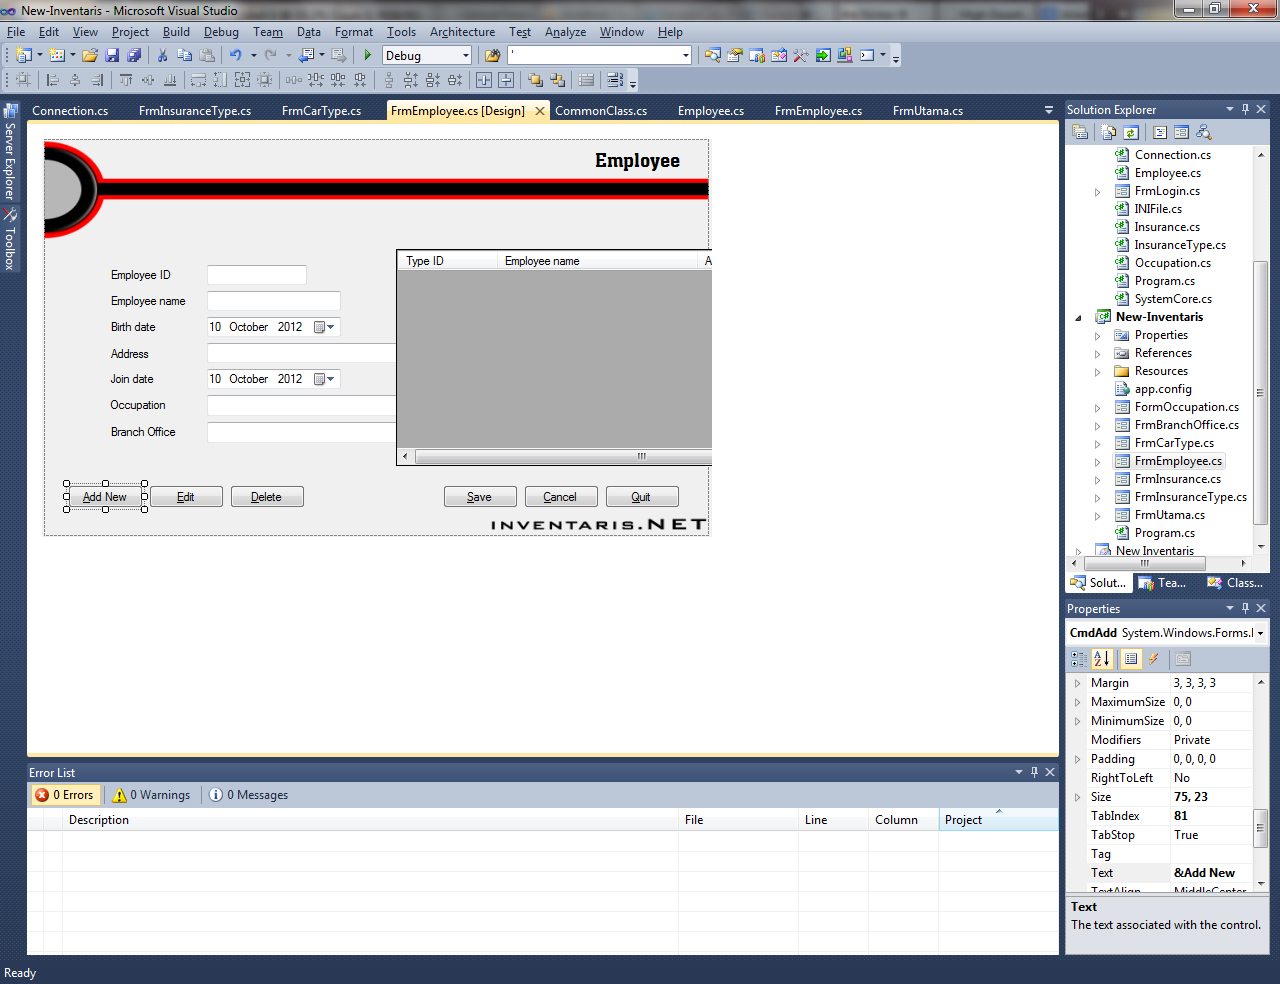 New-Inventaris - Microsoft Visual Studio
File Edit View Project Build Debug Team Data Format Tools Architecture Test Analyze Window Help
Debug '
Connection.cs FrmInsuranceType.cs FrmCarType.cs FrmEmployee.cs [Design] CommonClass.cs Employee.cs FrmEmployee.cs FrmUtama.cs
Server Explorer
Toolbox
Employee
Type ID Employee name A
Employee ID
Employee name
Birth date 10 October 2012
Address
Join date 10 October 2012
Occupation
Branch Office
Add New Edit Delete Save Cancel Quit
INVENTARIS.NET
Error List
0 Errors 0 Warnings 0 Messages
Description File Line Column Project
Solution Explorer
Connection.cs
Employee.cs
FrmLogin.cs
INIFile.cs
Insurance.cs
InsuranceType.cs
Occupation.cs
Program.cs
SystemCore.cs
New-Inventaris
Properties
References
Resources
app.config
FormOccupation.cs
FrmBranchOffice.cs
FrmCarType.cs
FrmEmployee.cs
FrmInsurance.cs
FrmInsuranceType.cs
FrmUtama.cs
Program.cs
New Inventaris
Solut... Tea... Class...
Properties
CmdAdd System.Windows.Forms.
Margin 3, 3, 3, 3
MaximumSize 0, 0
MinimumSize 0, 0
Modifiers Private
Padding 0, 0, 0, 0
RightToLeft No
Size 75, 23
TabIndex 81
TabStop True
Tag
Text &Add New
TextAlign MiddleCenter
Text
The text associated with the control.
Ready